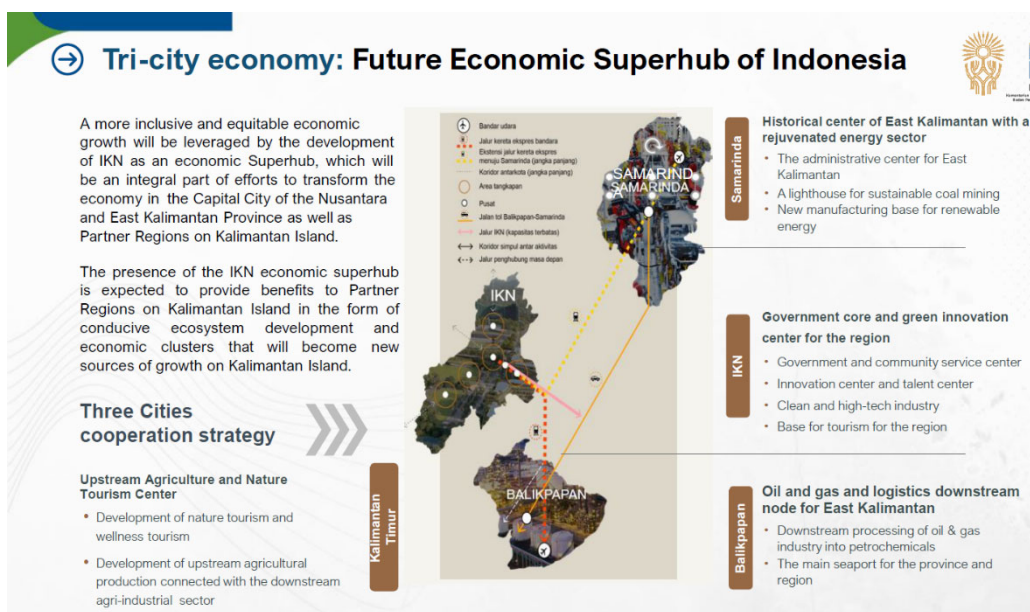 Tri-city economy: Future Economic Superhub of Indonesia
A more inclusive and equitable economic
growth will be leveraged by the development
of IKN as an economic Superhub, which will
be an integral part of efforts to transform the
economy in the Capital City of the Nusantara
and East Kalimantan Province as well as
Partner Regions on Kalimantan Island.
The presence of the IKN economic superhub
is expected to provide benefits to Partner
Regions on Kalimantan Island in the form of
conducive ecosystem development and
economic clusters that will become new
sources of growth on Kalimantan Island.
Three Cities
cooperation strategy
Upstream Agriculture and Nature
Tourism Center
• Development of nature tourism and
wellness tourism
• Development of upstream agricultural
production connected with the downstream
agri-industrial sector
Kalimantan
Timur
Bandar udara
Jalur kereta ekspres bandara
Ekstensi jalur kereta ekspres
menuju Samarinda (jangka panjang)
Koridor antarkota (jangka panjang)
Area tangkapan
Pusat
Jalan tol Balikpapan-Samarinda
Jalur IKN (kapasitas terbatas)
Koridor simpul antar aktivitas
Jalur penghubung masa depan
SAMARIND
A
SAMARINDA
IKN
BALIKPAPAN
Samarinda
Historical center of East Kalimantan with a
rejuvenated energy sector
• The administrative center for East
Kalimantan
• A lighthouse for sustainable coal mining
• New manufacturing base for renewable
energy
IKN
Government core and green innovation
center for the region
• Government and community service center
• Innovation center and talent center
• Clean and high-tech industry
• Base for tourism for the region
Balikpapan
Oil and gas and logistics downstream
node for East Kalimantan
• Downstream processing of oil & gas
industry into petrochemicals
• The main seaport for the province and
region